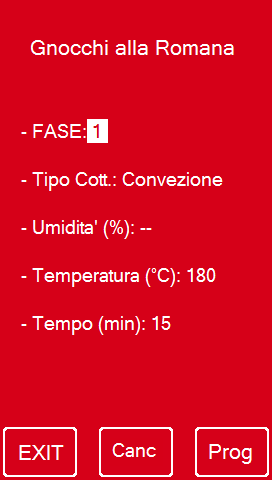 Gnocchi alla Romana
- FASE: 1
- Tipo Cott.: Convezione
- Umidita' (%): --
- Temperatura (°C): 180
- Tempo (min): 15
EXIT Canc Prog